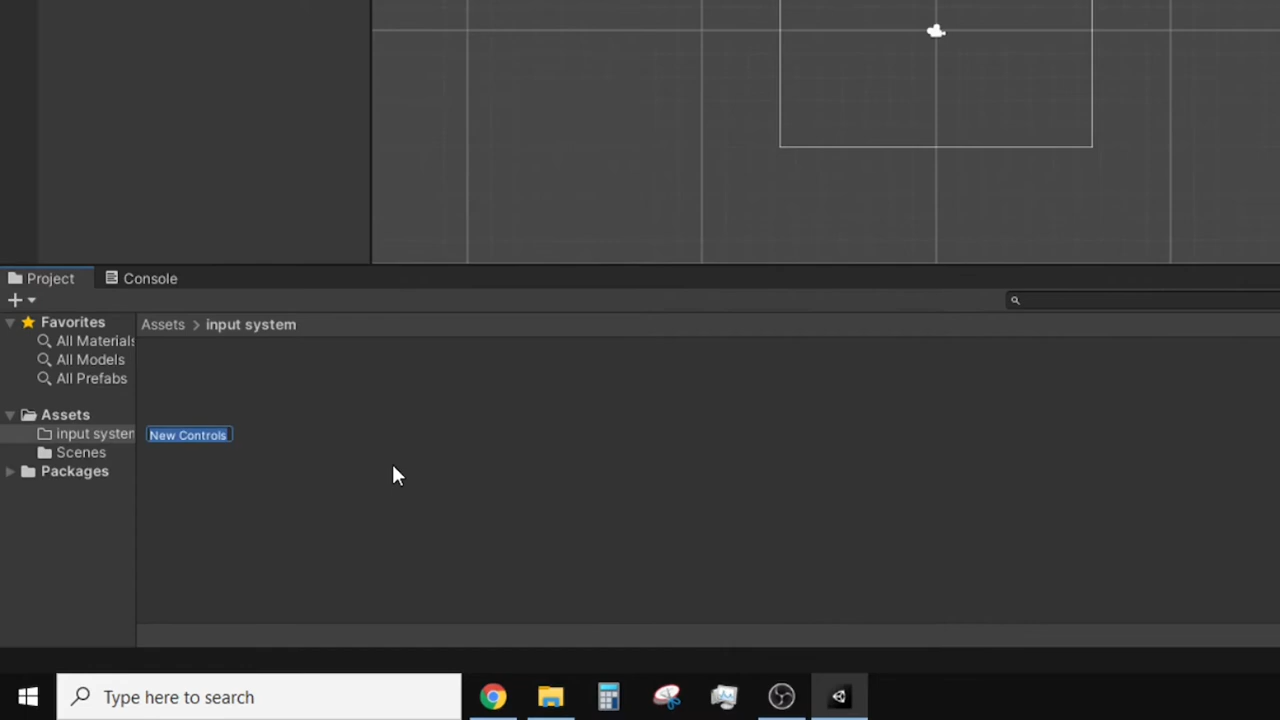 Project
Console
Favorites
All Materials
All Models
All Prefabs
Assets
input system
Scenes
Packages
Assets > input system
New Controls
Type here to search